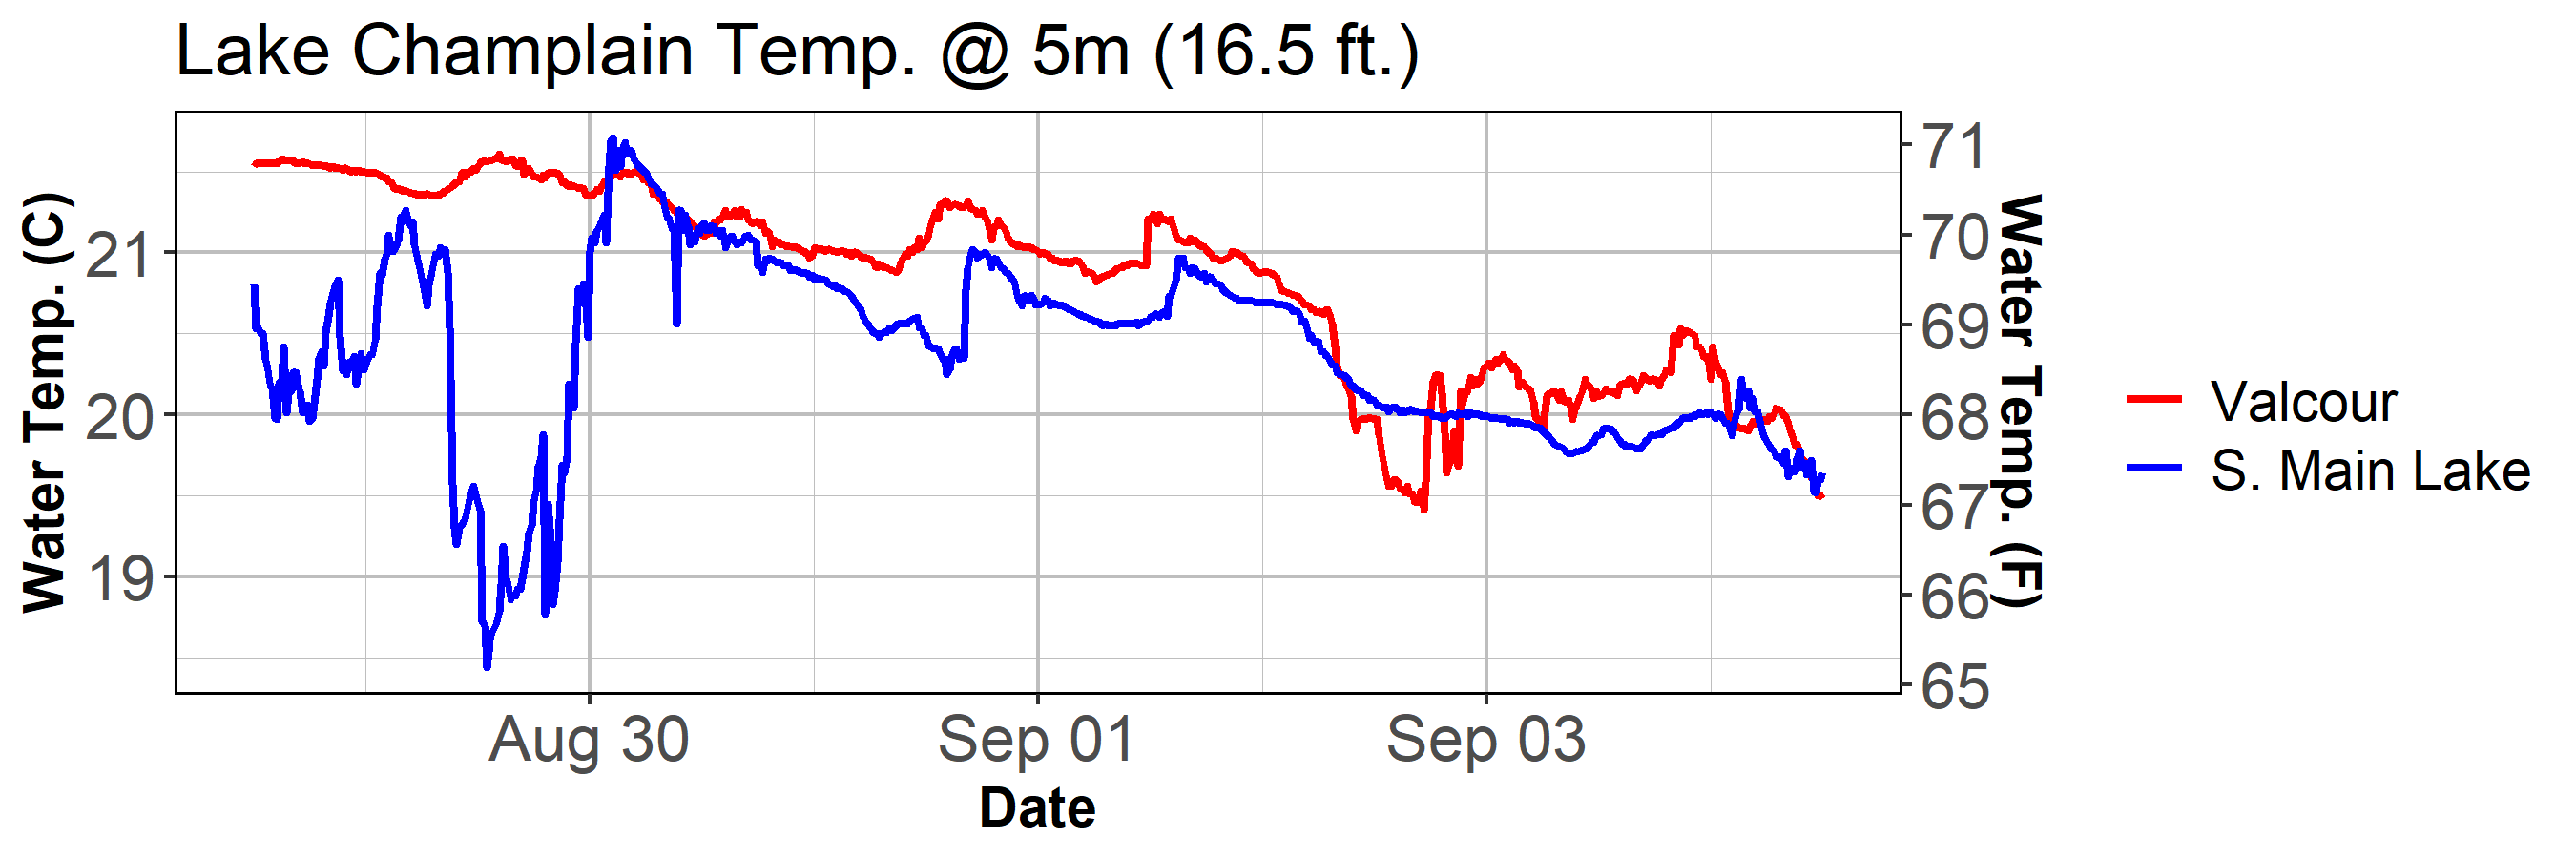 Lake Champlain Temp. @ 5m (16.5 ft.)
Water Temp. (C)
21
20
19
71
70
69
68
67
66
65
Water Temp. (F)
Aug 30
Sep 01
Sep 03
Date
Valcour
S. Main Lake